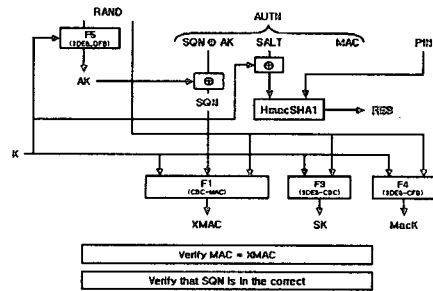 RAND
AUTN
F5
(3DES-OFB)
SQN ⊕ AK SALT MAC
PIN
AK
⊕
⊕
SQN
HmacSHA1
RES
K
F1
(CBC-MAC)
F3
(3DES-CBC)
F4
(3DES-CFB)
XMAC
SK
MacK
Verify MAC = XMAC
Verify that SQN is in the correct